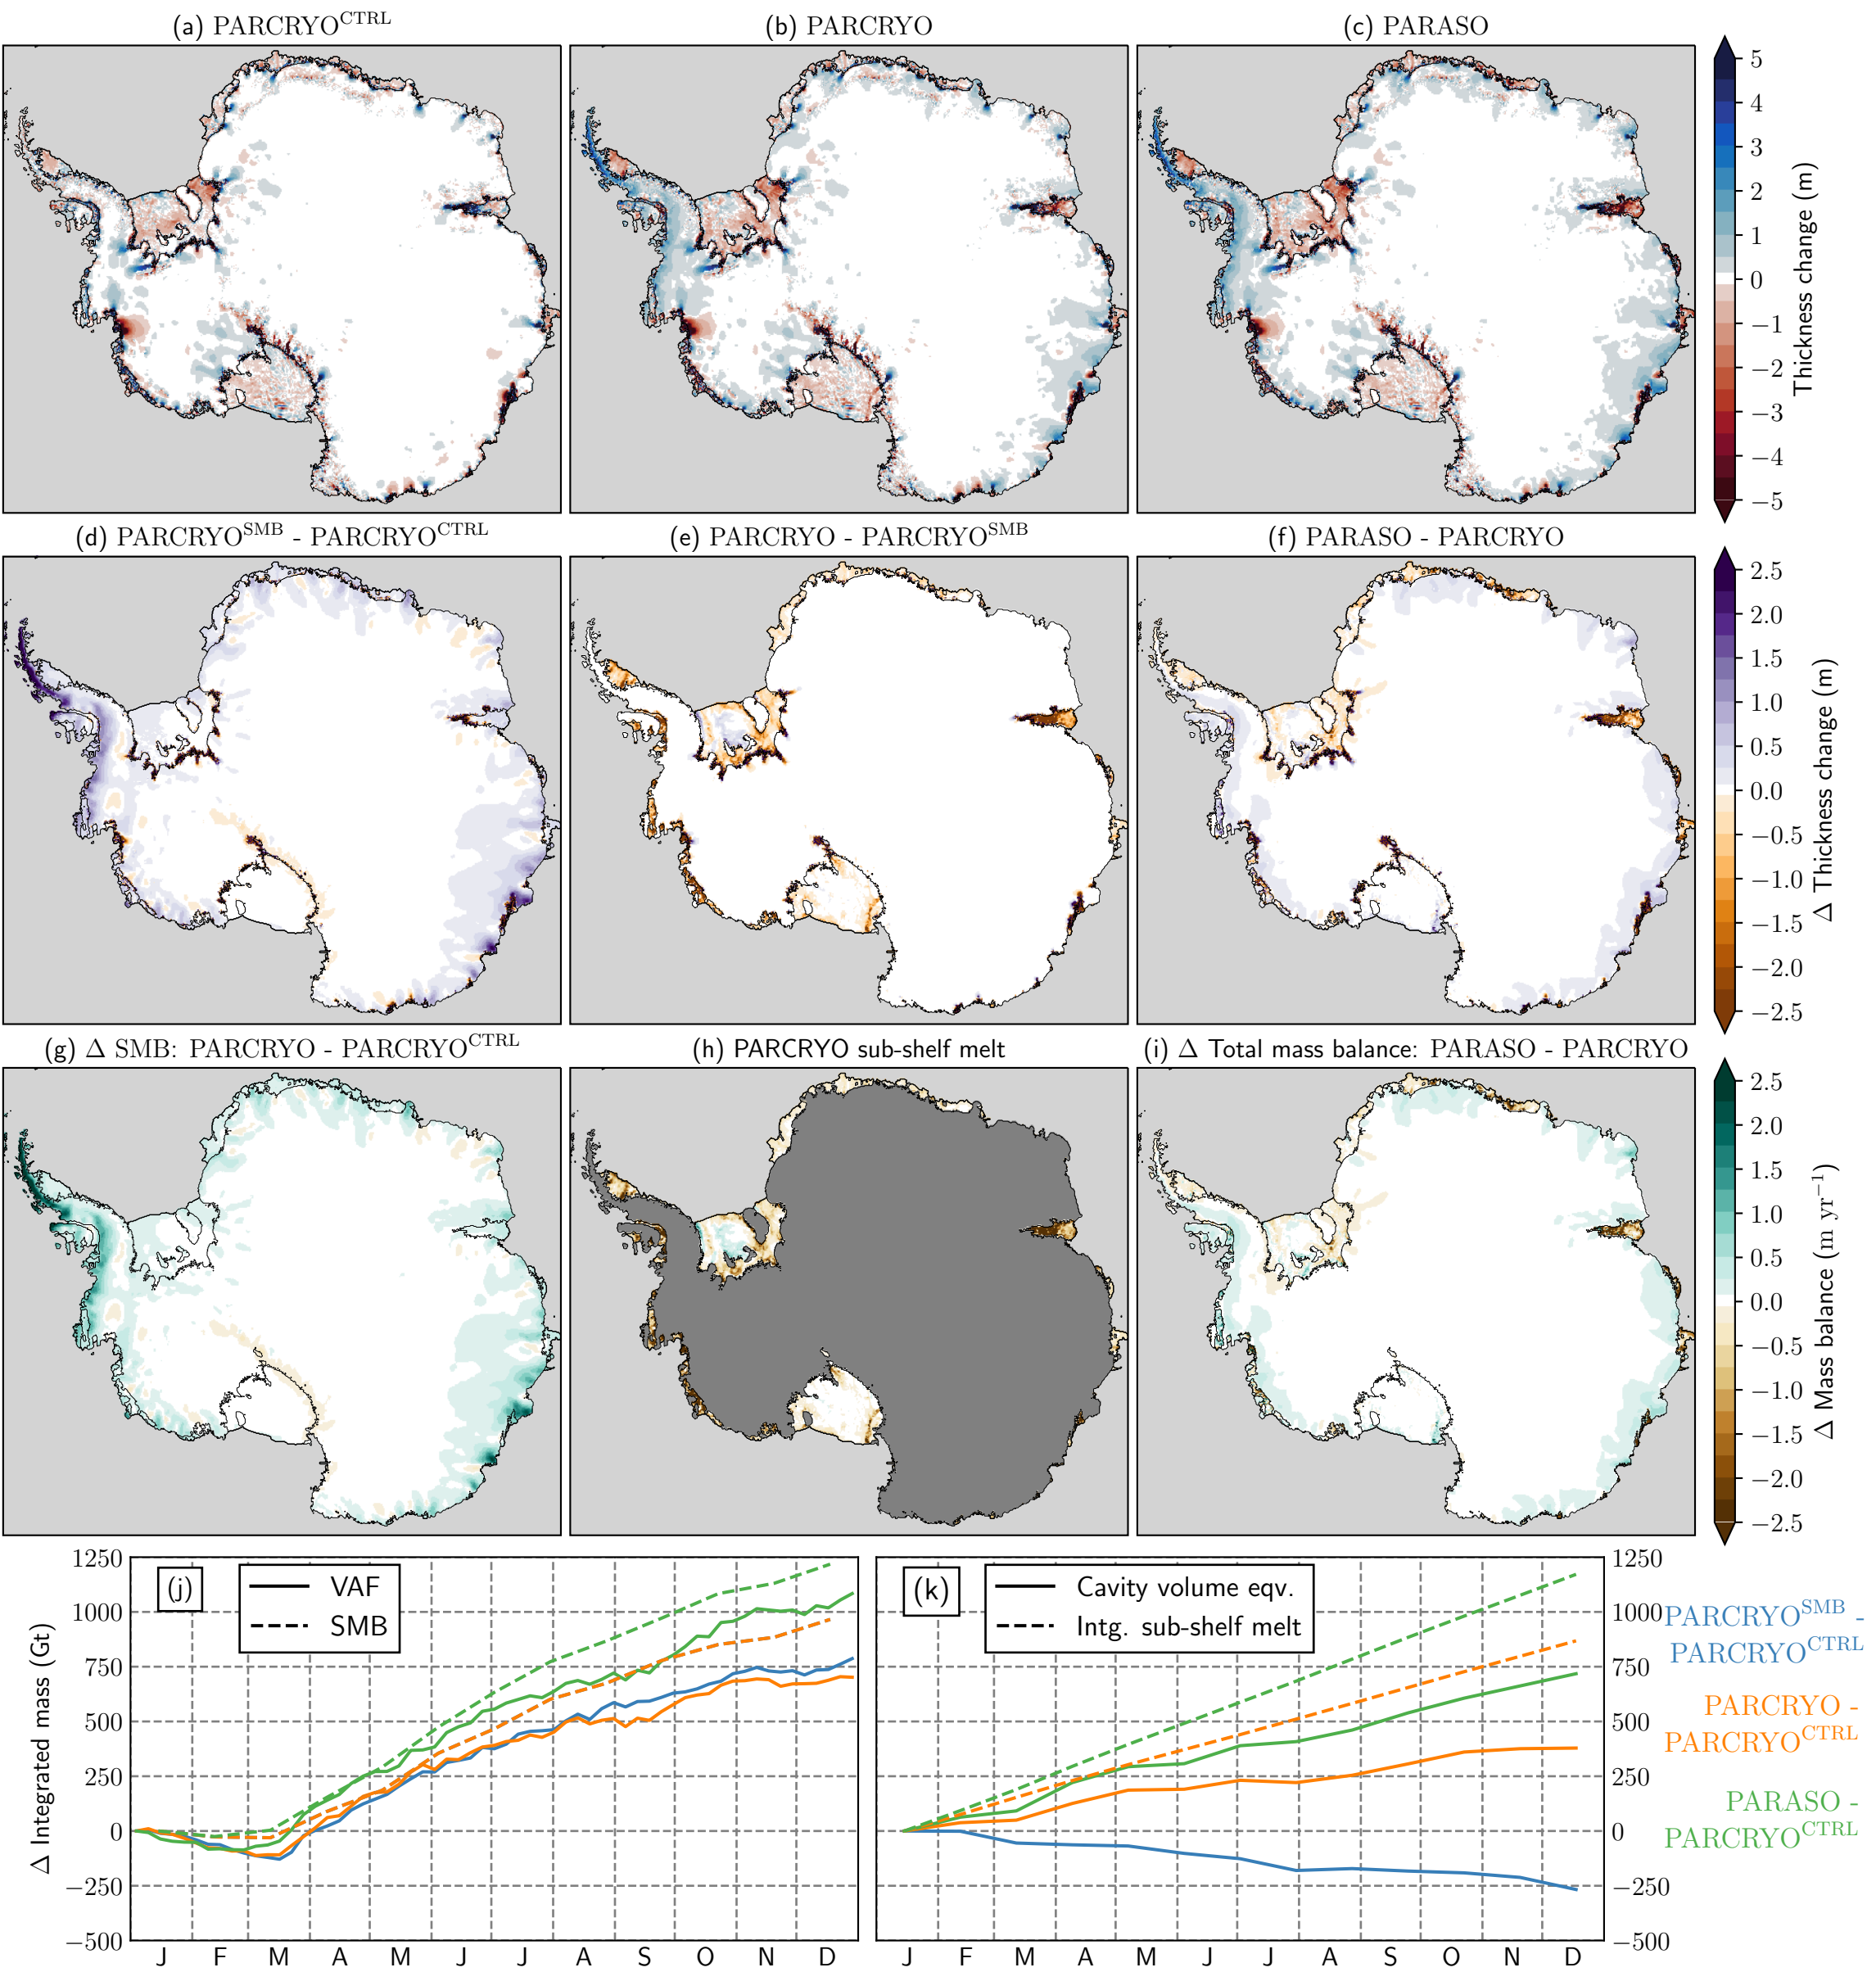 (a) PARCRYO^CTRL
(b) PARCRYO
(c) PARASO
5
4
3
2
1
0
−1
−2
−3
−4
−5
Thickness change (m)
(d) PARCRYO^SMB - PARCRYO^CTRL
(e) PARCRYO - PARCRYO^SMB
(f) PARASO - PARCRYO
2.5
2.0
1.5
1.0
0.5
0.0
−0.5
−1.0
−1.5
−2.0
−2.5
Δ Thickness change (m)
(g) Δ SMB: PARCRYO - PARCRYO^CTRL
(h) PARCRYO sub-shelf melt
(i) Δ Total mass balance: PARASO - PARCRYO
2.5
2.0
1.5
1.0
0.5
0.0
−0.5
−1.0
−1.5
−2.0
−2.5
Δ Mass balance (m yr⁻¹)
(j)
VAF
SMB
1250
1000
750
500
250
0
−250
−500
Δ Integrated mass (Gt)
J F M A M J J A S O N D
(k)
Cavity volume eqv.
Intg. sub-shelf melt
1250
1000
750
500
250
0
−250
−500
J F M A M J J A S O N D
PARCRYO^SMB -
PARCRYO^CTRL
PARCRYO -
PARCRYO^CTRL
PARASO -
PARCRYO^CTRL